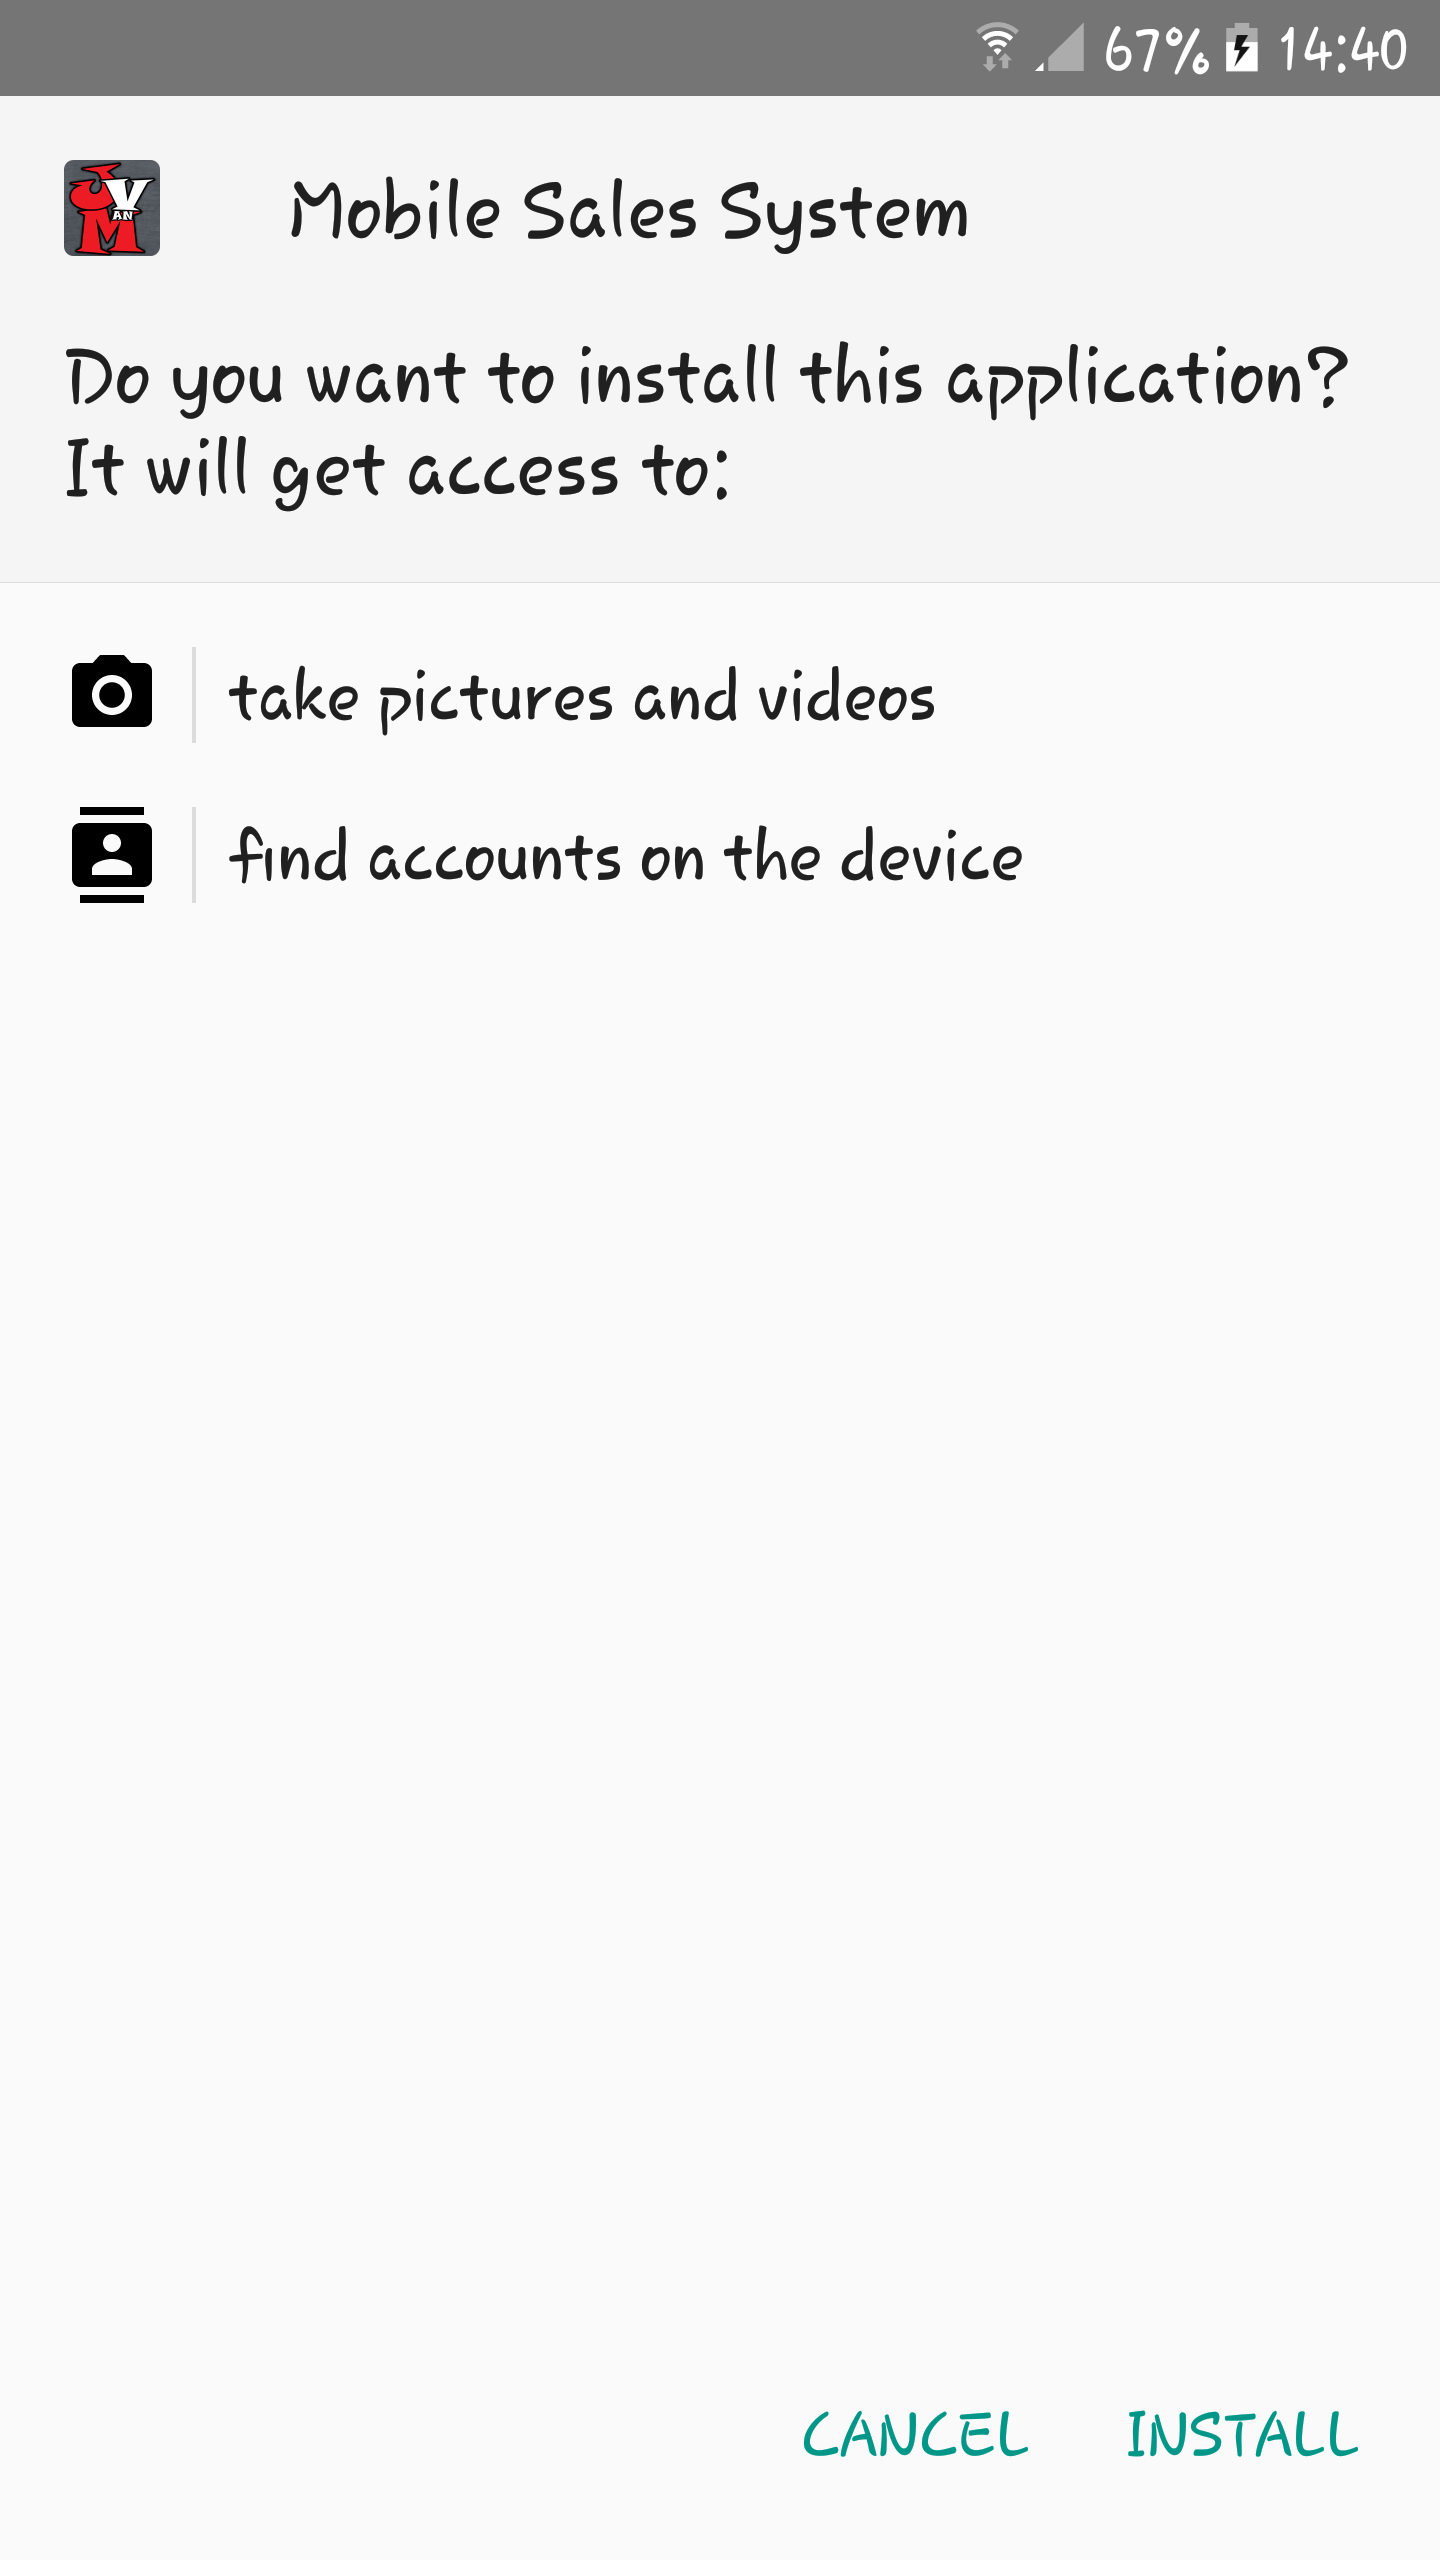 67% 14:40
V
AN
M
Mobile Sales System
Do you want to install this application?
It will get access to:
take pictures and videos
find accounts on the device
CANCEL INSTALL